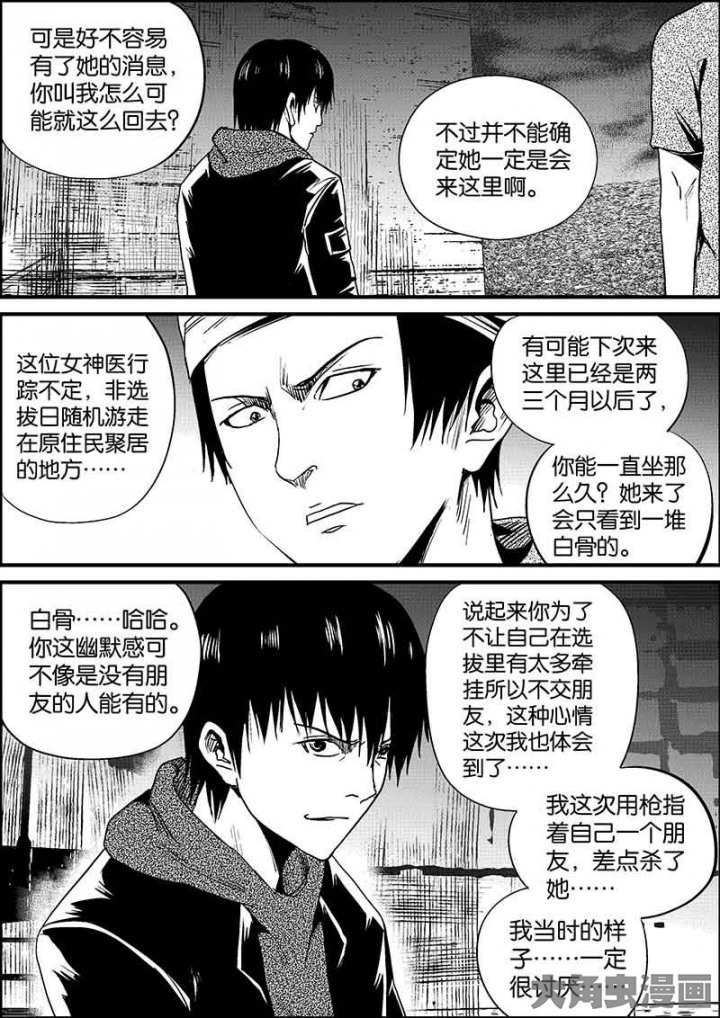 可是好不容易
有了她的消息，
你叫我怎么可
能就这么回去？
不过并不能确
定她一定是会
来这里啊。
这位女神医行
踪不定，非选
拔日随机游走
在原住民聚居
的地方……
有可能下次来
这里已经是两
三个月以后了，
你能一直坐那
么久？她来了
会只看到一堆
白骨的。
白骨……哈哈。
你这幽默感可
不像是没有朋
友的人能有的。
说起来你为了
不让自己在选
拔里有太多牵
挂所以不交朋
友，这种心情
这次我也体会
到了……
我这次用枪指
着自己一个朋
友，差点杀了
她……
我当时的样
子……一定
很讨厌……
大角虫漫画